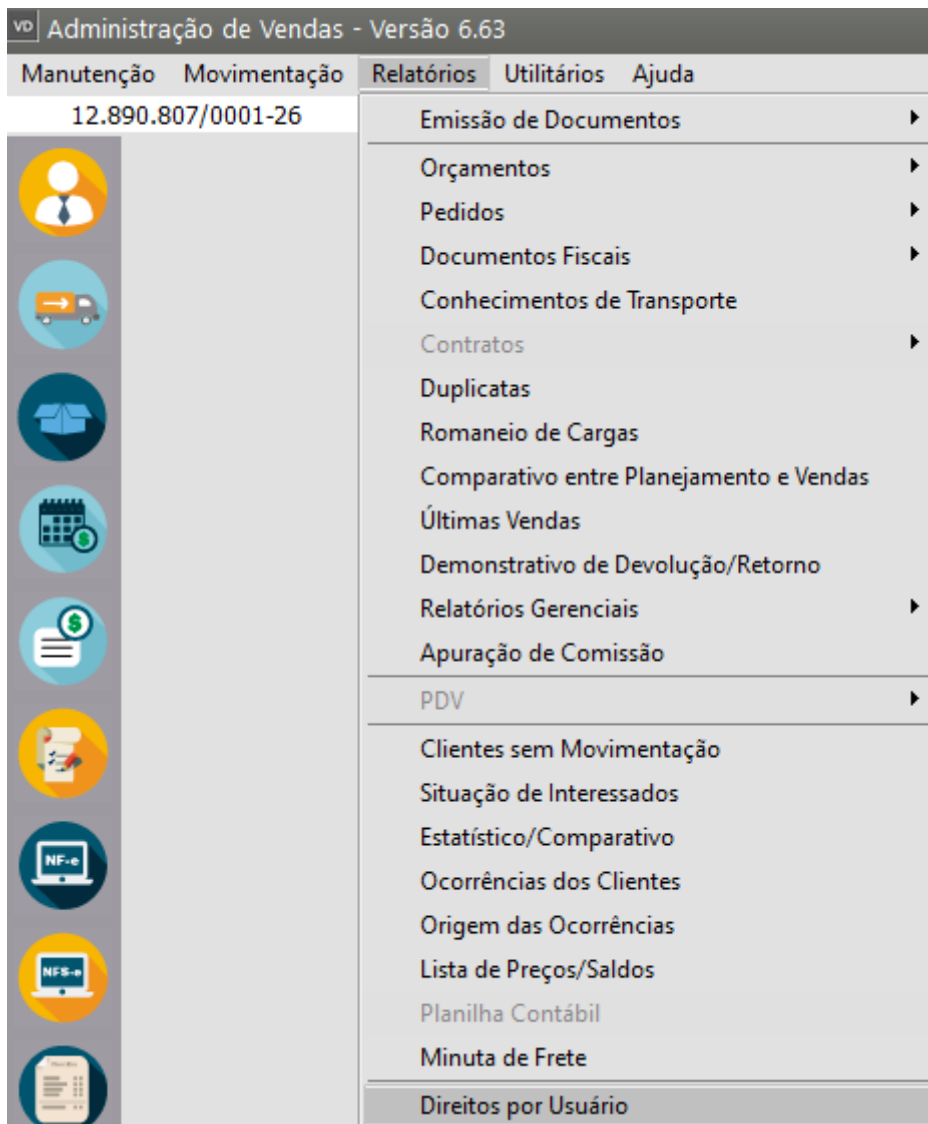 VD Administração de Vendas - Versão 6.63
Manutenção Movimentação Relatórios Utilitários Ajuda
12.890.807/0001-26
Emissão de Documentos
Orçamentos
Pedidos
Documentos Fiscais
Conhecimentos de Transporte
Contratos
Duplicatas
Romaneio de Cargas
Comparativo entre Planejamento e Vendas
Últimas Vendas
Demonstrativo de Devolução/Retorno
Relatórios Gerenciais
Apuração de Comissão
PDV
Clientes sem Movimentação
Situação de Interessados
Estatístico/Comparativo
NF-e
Ocorrências dos Clientes
Origem das Ocorrências
Lista de Preços/Saldos
NFS-e
Planilha Contábil
Minuta de Frete
Direitos por Usuário